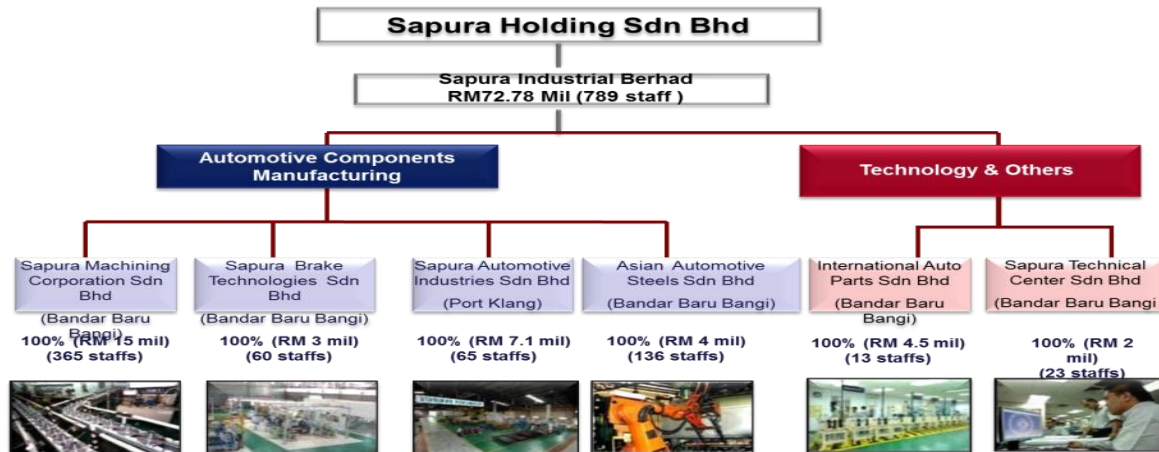 Sapura Holding Sdn Bhd
Sapura Industrial Berhad
RM72.78 Mil (789 staff )
Automotive Components
Manufacturing
Technology & Others
Sapura Machining
Corporation Sdn
Bhd
(Bandar Baru
Bangi)
100% (RM 15 mil)
(365 staffs)
Sapura Brake
Technologies Sdn
Bhd
(Bandar Baru Bangi)
100% (RM 3 mil)
(60 staffs)
Sapura Automotive
Industries Sdn Bhd
(Port Klang)
100% (RM 7.1 mil)
(65 staffs)
Asian Automotive
Steels Sdn Bhd
(Bandar Baru Bangi)
100% (RM 4 mil)
(136 staffs)
International Auto
Parts Sdn Bhd
(Bandar Baru
Bangi)
100% (RM 4.5 mil)
(13 staffs)
Sapura Technical
Center Sdn Bhd
(Bandar Baru Bangi
100% (RM 2
mil)
(23 staffs)